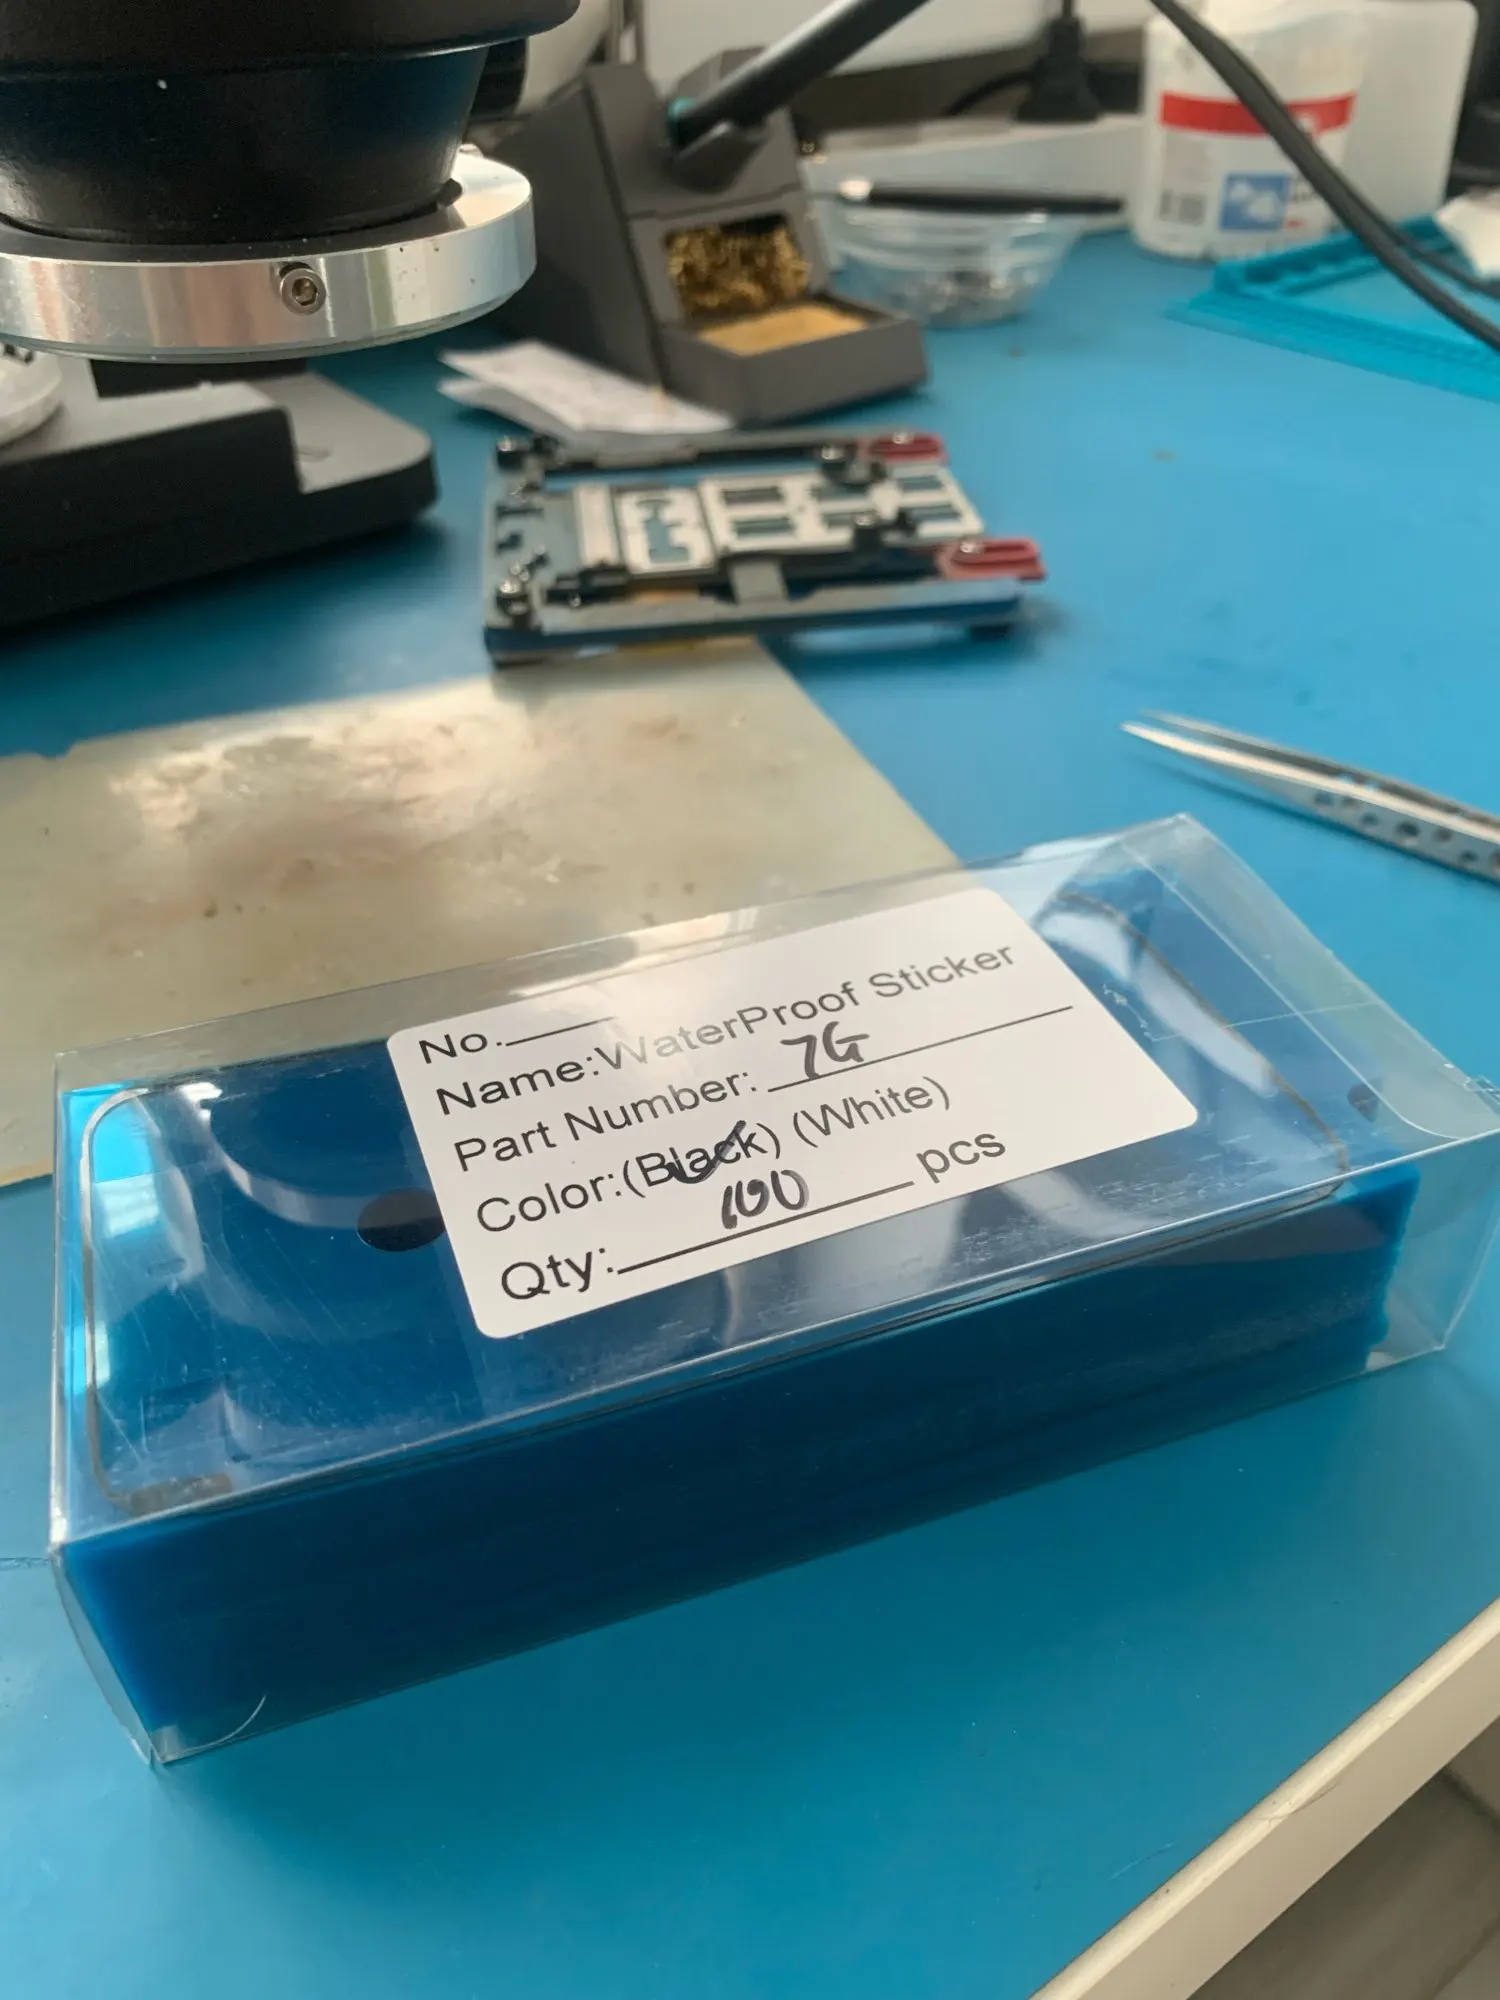 No.
Name:WaterProof Sticker
Part Number: 7G
Color:(Black) (White)
Qty: 100 pcs